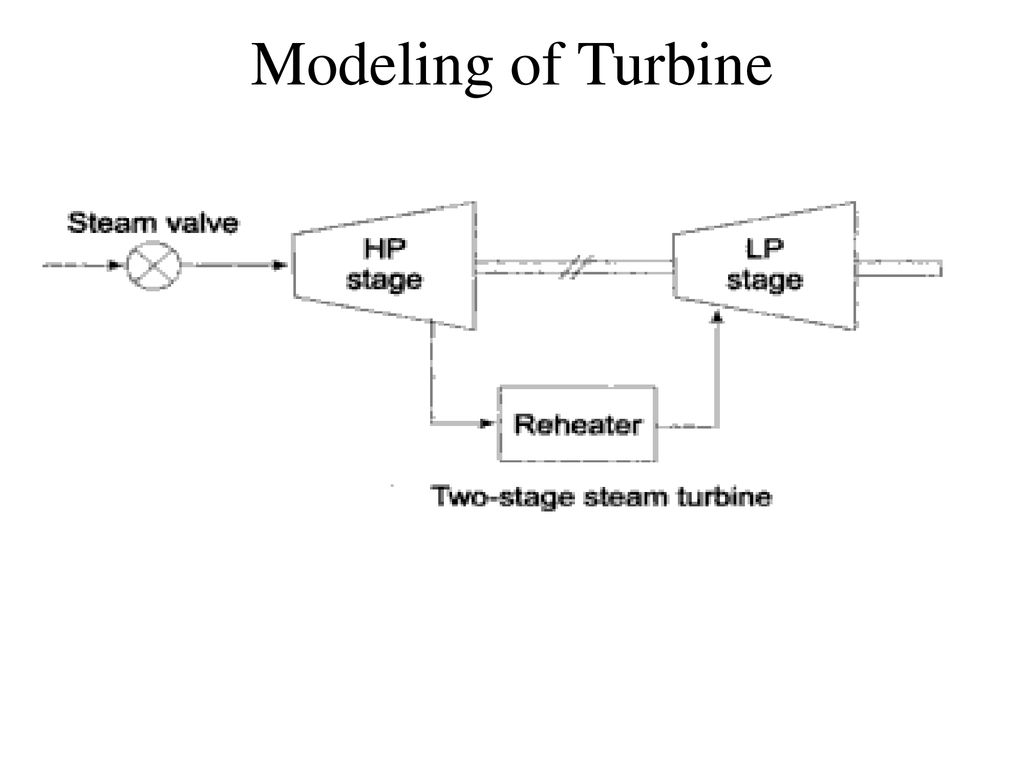 Modeling of Turbine
Steam valve
HP
stage
LP
stage
Reheater
Two-stage steam turbine